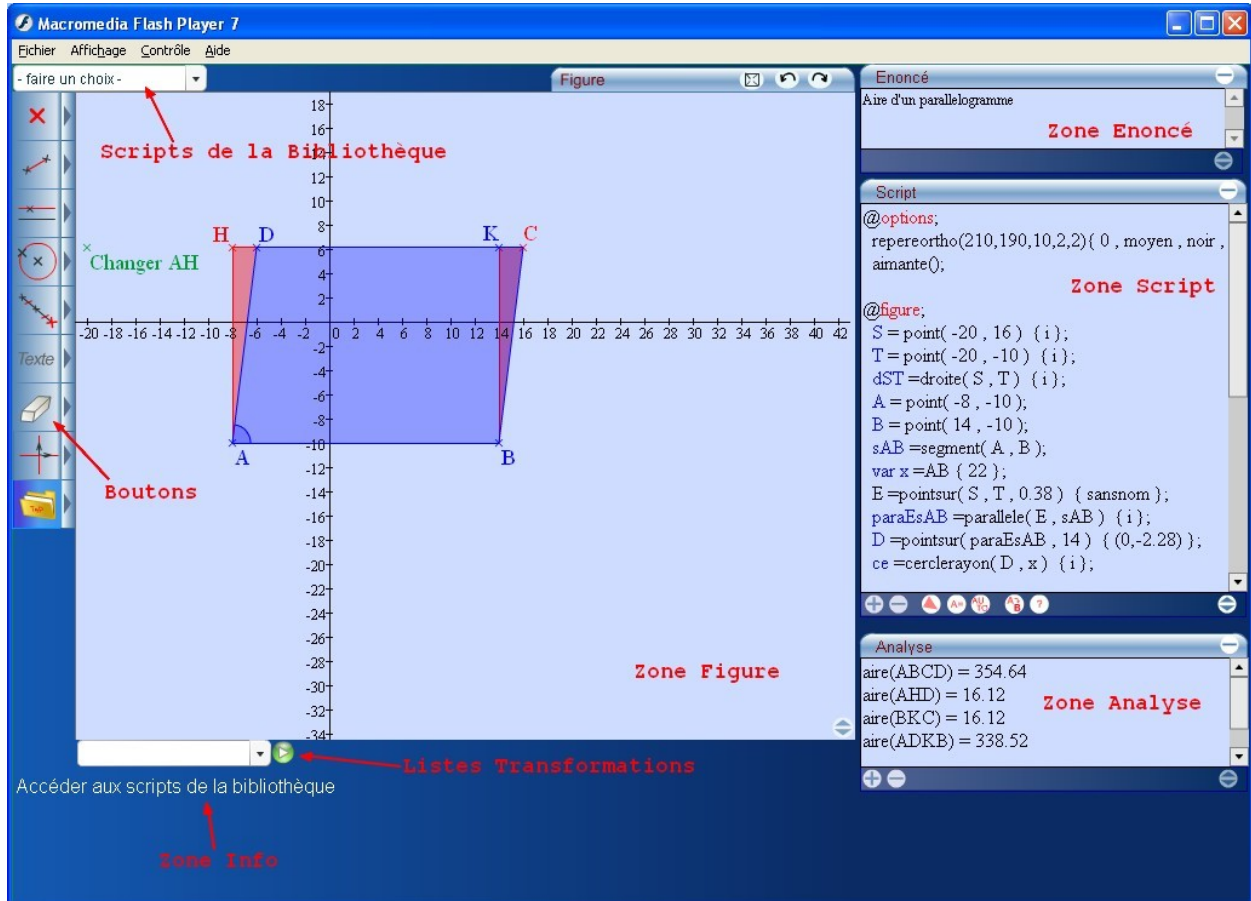 Macromedia Flash Player 7
Fichier Affichage Contrôle Aide
- faire un choix -
Figure
Scripts de la Bibliothèque
18
16
14
12
10
8
6
4
2
H D K C
Changer AH
-20 -18 -16 -14 -12 -10 -8 -6 -4 -2 0 2 4 6 8 10 12 14 16 18 20 22 24 26 28 30 32 34 36 38 40 42
-2
-4
-6
-8
-10
-12
-14
-16
-18
-20
-22
-24
-26
-28
-30
-32
-34
A B
Texte
Boutons
Zone Figure
Listes Transformations
Accéder aux scripts de la bibliothèque
Zone Info
Enoncé
Aire d'un parallelogramme
Zone Enoncé
Script
@options;
repereortho(210,190,10,2,2){ 0 , moyen , noir ,
aimante();
Zone Script
@figure;
S = point( -20 , 16 ) { i };
T = point( -20 , -10 ) { i };
dST =droite( S , T ) { i };
A = point( -8 , -10 );
B = point( 14 , -10 );
sAB =segment( A , B );
var x =AB { 22 };
E =pointsur( S , T , 0.38 ) { sansnom };
paraEsAB =parallele( E , sAB ) { i };
D =pointsur( paraEsAB , 14 ) { (0,-2.28) };
ce =cerclerayon( D , x ) { i };
Analyse
aire(ABCD) = 354.64
aire(AHD) = 16.12
aire(BKC) = 16.12
aire(ADKB) = 338.52
Zone Analyse